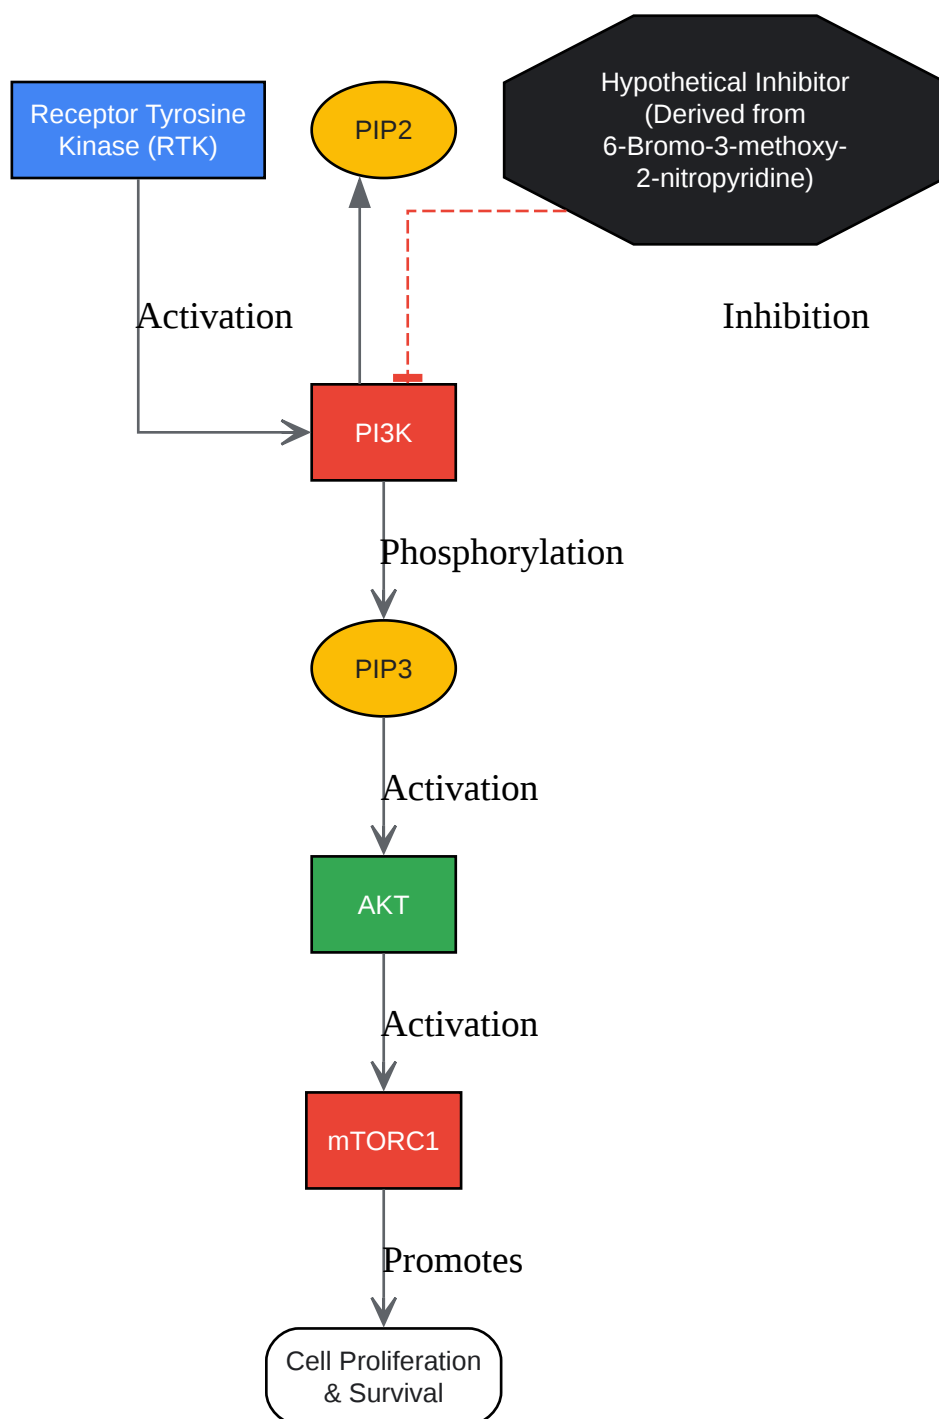 Receptor Tyrosine
Kinase (RTK)
PIP2
Hypothetical Inhibitor
(Derived from
6-Bromo-3-methoxy-
2-nitropyridine)
Activation
Inhibition
PI3K
Phosphorylation
PIP3
Activation
AKT
Activation
mTORC1
Promotes
Cell Proliferation
& Survival